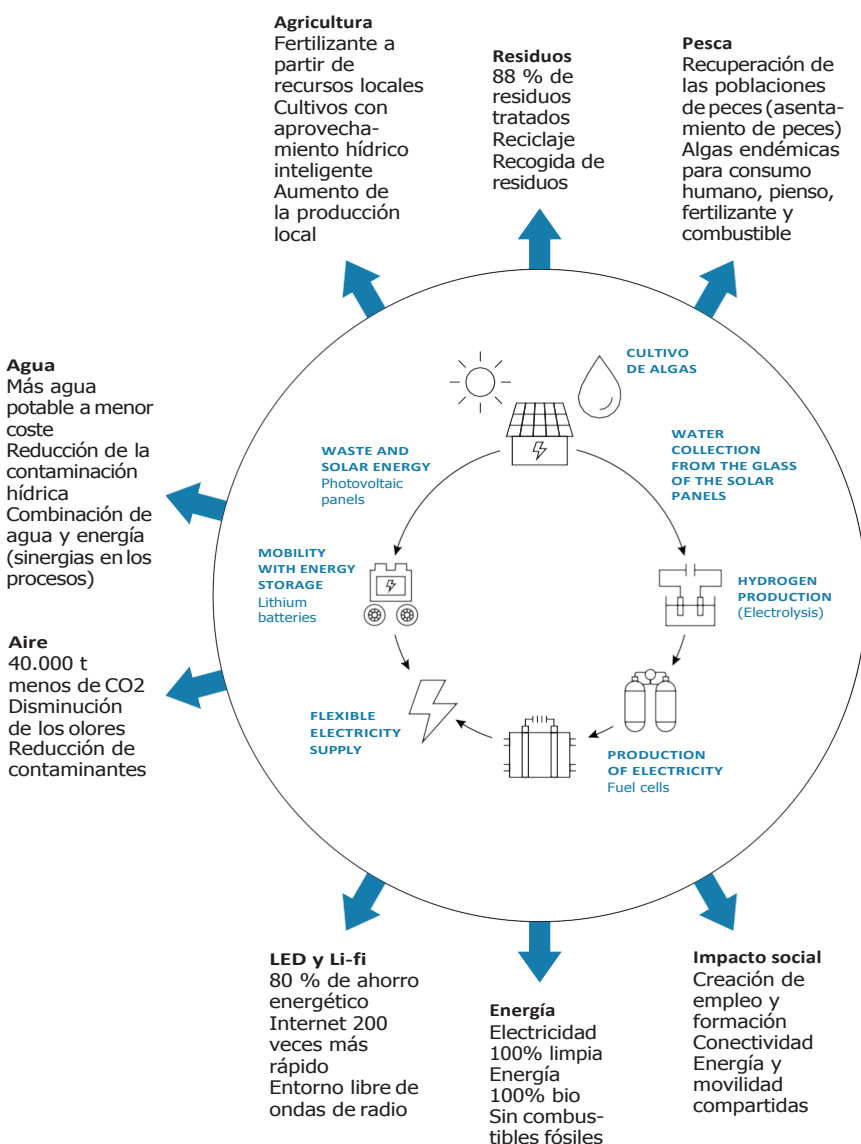 Agricultura
Fertilizante a
partir de
recursos locales
Cultivos con
aprovecha-
miento hídrico
inteligente
Aumento de
la producción
local
Residuos
88 % de
residuos
tratados
Reciclaje
Recogida de
residuos
Pesca
Recuperación de
las poblaciones
de peces (asenta-
miento de peces)
Algas endémicas
para consumo
humano, pienso,
fertilizante y
combustible
Agua
Más agua
potable a menor
coste
Reducción de la
contaminación
hídrica
Combinación de
agua y energía
(sinergias en los
procesos)
Aire
40.000 t
menos de CO2
Disminución
de los olores
Reducción de
contaminantes
CULTIVO
DE ALGAS
WASTE AND
SOLAR ENERGY
Photovoltaic
panels
WATER
COLLECTION
FROM THE GLASS
OF THE SOLAR
PANELS
MOBILITY
WITH ENERGY
STORAGE
Lithium
batteries
HYDROGEN
PRODUCTION
(Electrolysis)
FLEXIBLE
ELECTRICITY
SUPPLY
PRODUCTION
OF ELECTRICITY
Fuel cells
LED y Li-fi
80 % de ahorro
energético
Internet 200
veces más
rápido
Entorno libre de
ondas de radio
Energía
Electricidad
100% limpia
Energía
100% bio
Sin combus-
tibles fósiles
Impacto social
Creación de
empleo y
formación
Conectividad
Energía y
movilidad
compartidas